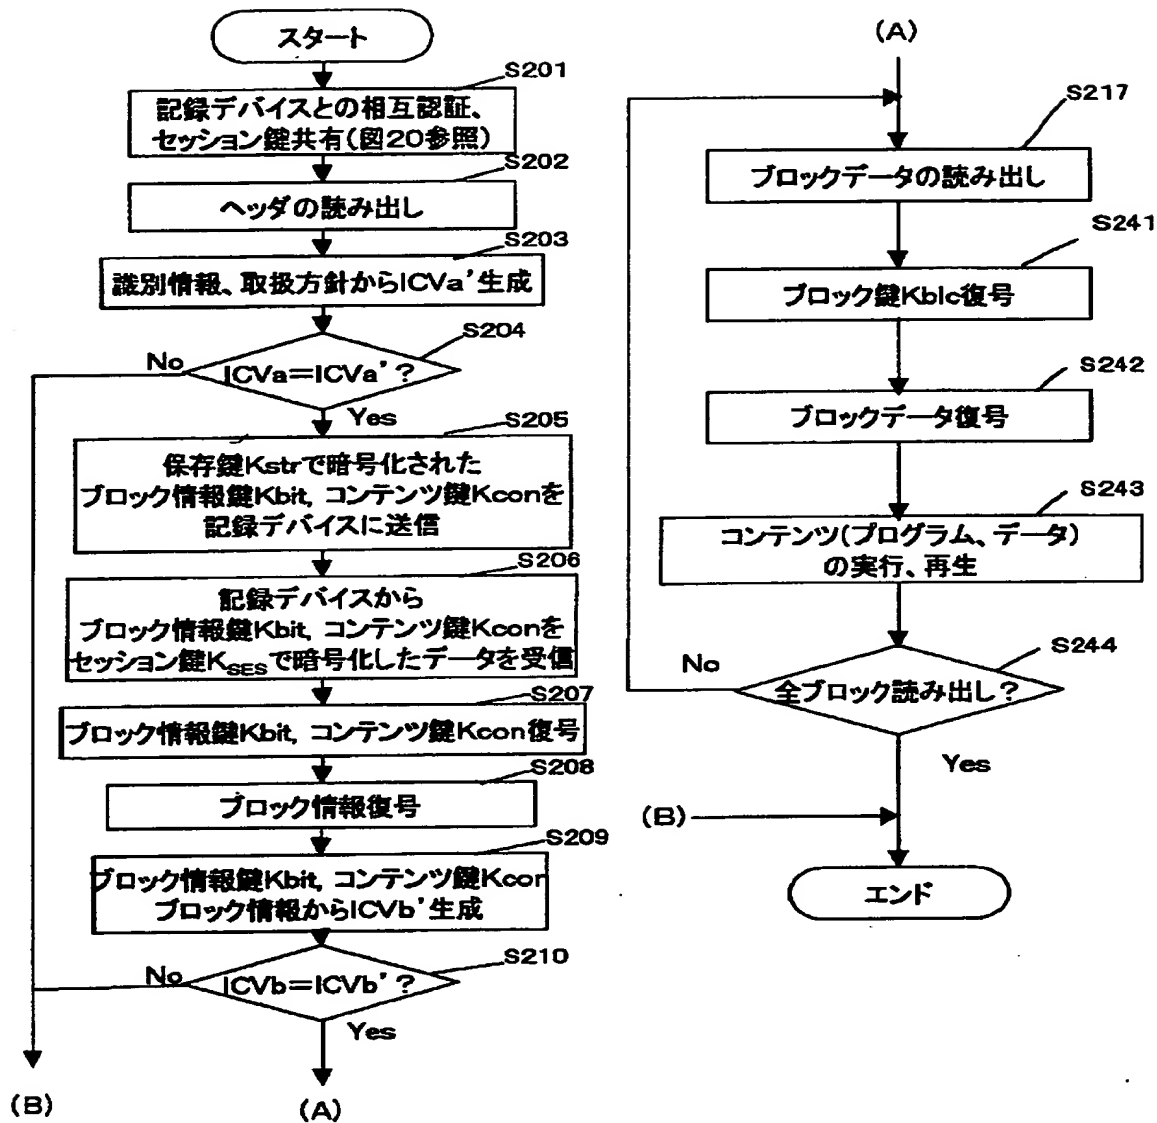 スタート
S201
記録デバイスとの相互認証、
セッション鍵共有(図20参照)
S202
ヘッダの読み出し
S203
識別情報、取扱方針からICVa'生成
S204
No
ICVa=ICVa'?
Yes
S205
保存鍵Kstrで暗号化された
ブロック情報鍵Kbit, コンテンツ鍵Kconを
記録デバイスに送信
S206
記録デバイスから
ブロック情報鍵Kbit, コンテンツ鍵Kconを
セッション鍵KSESで暗号化したデータを受信
S207
ブロック情報鍵Kbit, コンテンツ鍵Kcon復号
S208
ブロック情報復号
S209
ブロック情報鍵Kbit, コンテンツ鍵Kcon
ブロック情報からICVb'生成
S210
No
ICVb=ICVb'?
Yes
(B)
(A)
(A)
S217
ブロックデータの読み出し
S241
ブロック鍵Kblc復号
S242
ブロックデータ復号
S243
コンテンツ(プログラム、データ)
の実行、再生
S244
No
全ブロック読み出し?
Yes
(B)
エンド